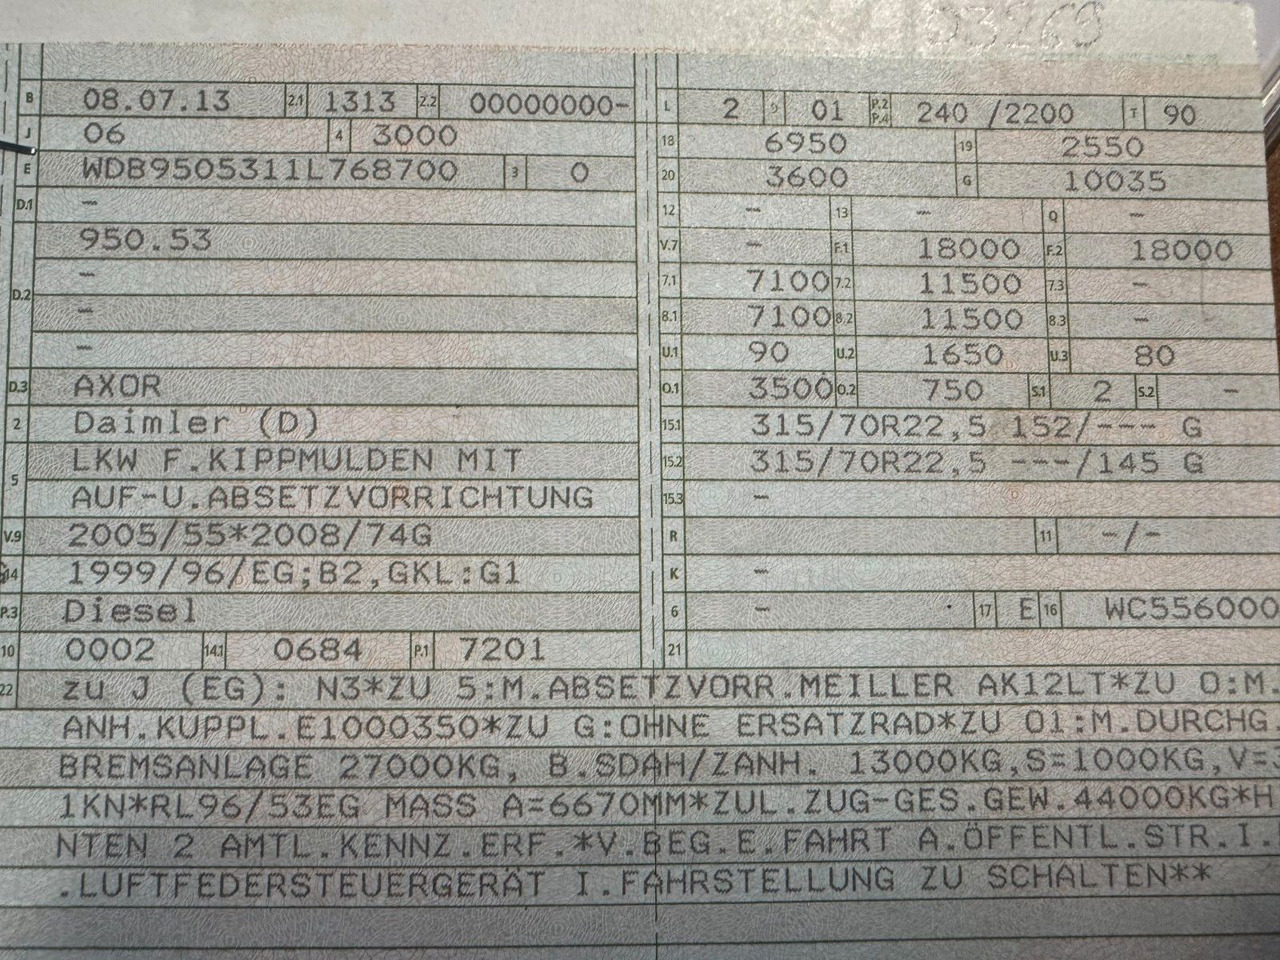 53269
B 08.07.13 2.1 1313 2.2 00000000-
J 06 4 3000
E WDB9505311L768700 3 0
D.1 –
950.53
D.2 –
–
–
D.3 AXOR
2 Daimler (D)
5 LKW F.KIPPMULDEN MIT
AUF-U.ABSETZVORRICHTUNG
V.9 2005/55*2008/74G
14 1999/96/EG;B2,GKL:G1
P.3 Diesel
10 0002 14.1 0684 P.1 7201
L 2 9 01 P.2 P.4 240 /2200 T 90
18 6950 19 2550
20 3600 G 10035
12 – 13 – Q –
V.7 – F.1 18000 F.2 18000
7.1 7100 7.2 11500 7.3 –
8.1 7100 8.2 11500 8.3 –
U.1 90 U.2 1650 U.3 80
O.1 3500 O.2 750 S.1 2 S.2 –
15.1 315/70R22,5 152/--- G
15.2 315/70R22,5 ---/145 G
15.3 –
R 11 –/–
K –
6 – 17 E 16 WC556000
21
22 zu J (EG): N3*ZU 5:M.ABSETZVORR.MEILLER AK12LT*ZU O:M.
ANH.KUPPL.E1000350*ZU G:OHNE ERSATZRAD*ZU O1:M.DURCHG
BREMSANLAGE 27000KG, B.SDAH/ZANH. 13000KG,S=1000KG,V=
1KN*RL96/53EG MASS A=6670MM*ZUL.ZUG-GES.GEW.44000KG*H
NTEN 2 AMTL.KENNZ.ERF.*V.BEG.E.FAHRT A.ÖFFENTL.STR.I.
.LUFTFEDERSTEUERGERÄT I.FAHRSTELLUNG ZU SCHALTEN**